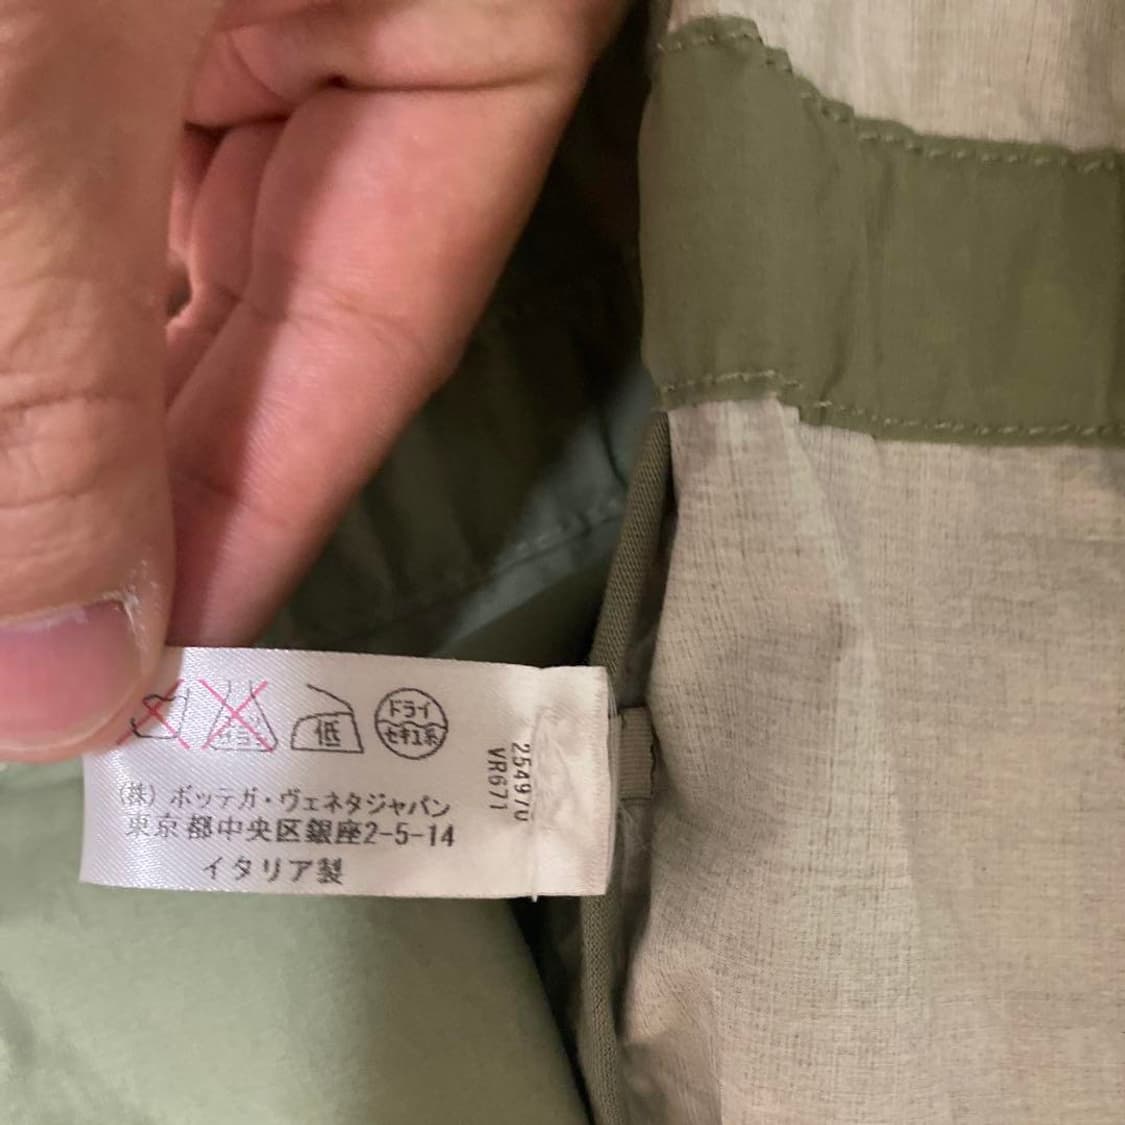 低
ドライ
セキユ系
(株) ボッテガ・ヴェネタジャパン
東京都中央区銀座2-5-14
イタリア製
254970
VR671